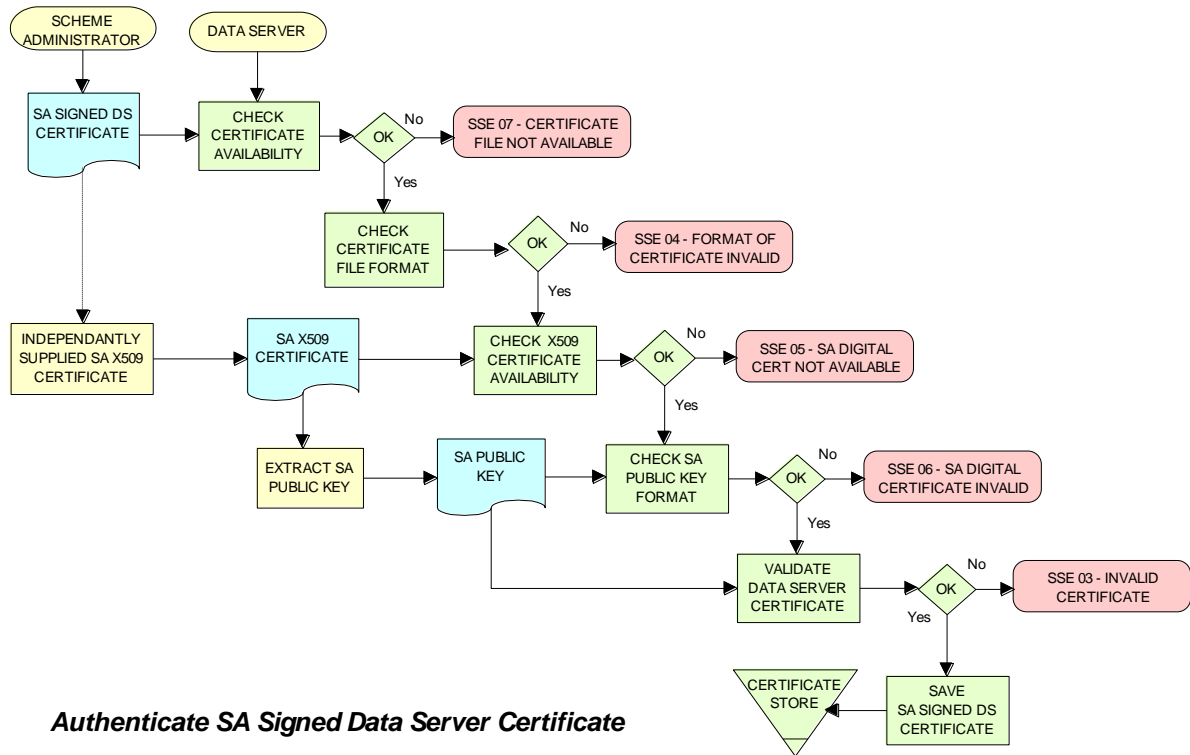 SCHEME
ADMINISTRATOR
DATA SERVER
SA SIGNED DS
CERTIFICATE
CHECK
CERTIFICATE
AVAILABILITY
OK
No
SSE 07 - CERTIFICATE
FILE NOT AVAILABLE
Yes
CHECK
CERTIFICATE
FILE FORMAT
OK
No
SSE 04 - FORMAT OF
CERTIFICATE INVALID
Yes
INDEPENDANTLY
SUPPLIED SA X509
CERTIFICATE
SA X509
CERTIFICATE
CHECK X509
CERTIFICATE
AVAILABILITY
OK
No
SSE 05 - SA DIGITAL
CERT NOT AVAILABLE
Yes
EXTRACT SA
PUBLIC KEY
SA PUBLIC
KEY
CHECK SA
PUBLIC KEY
FORMAT
OK
No
SSE 06 - SA DIGITAL
CERTIFICATE INVALID
Yes
VALIDATE
DATA SERVER
CERTIFICATE
OK
No
SSE 03 - INVALID
CERTIFICATE
Yes
CERTIFICATE
STORE
SAVE
SA SIGNED DS
CERTIFICATE
Authenticate SA Signed Data Server Certificate